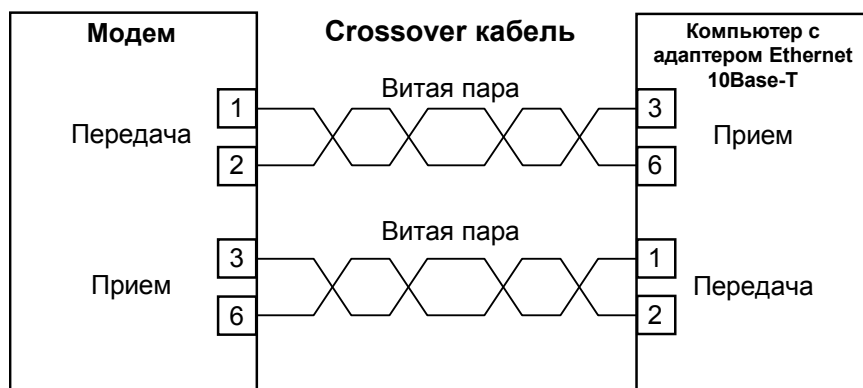 Модем
Crossover кабель
Компьютер с
адаптером Ethernet
10Base-T
Витая пара
1
3
Передача
Прием
2
6
Витая пара
3
1
Прием
Передача
6
2